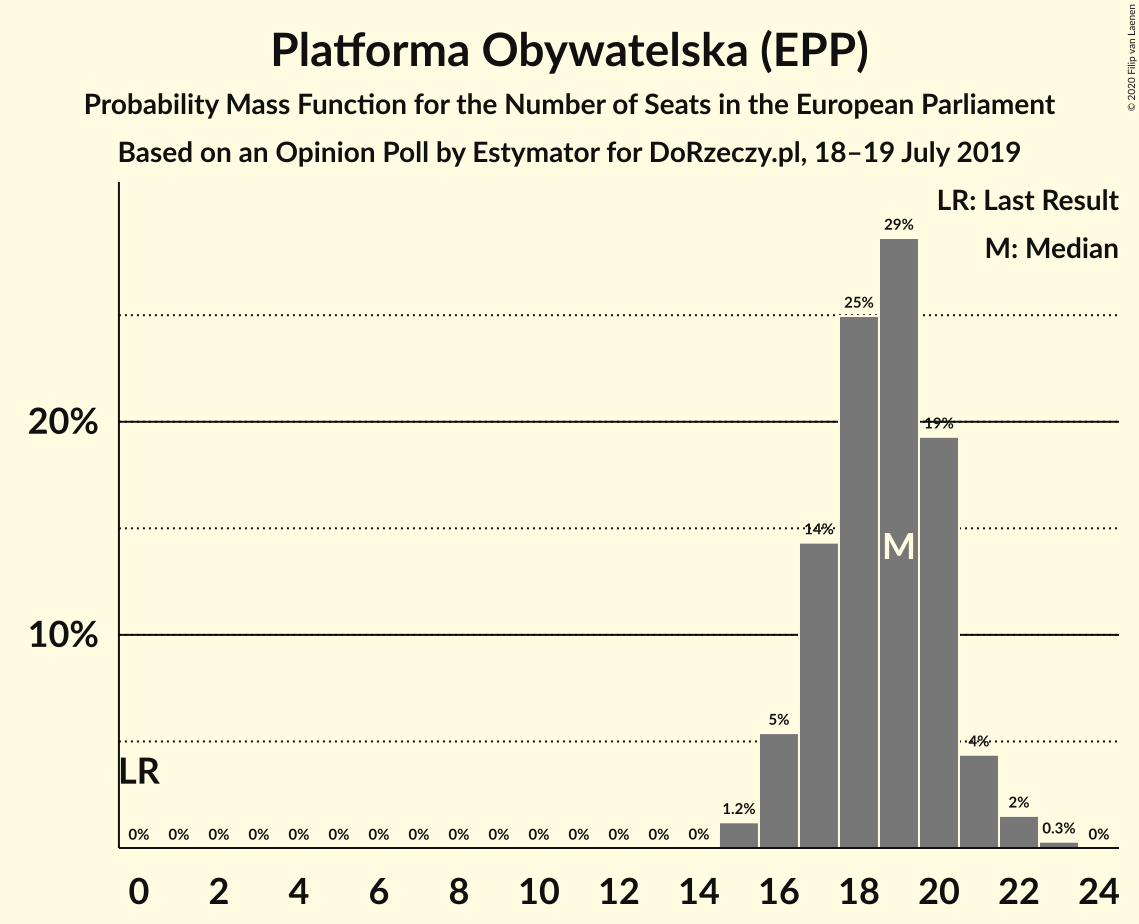 Platforma Obywatelska (EPP)
Probability Mass Function for the Number of Seats in the European Parliament
Based on an Opinion Poll by Estymator for DoRzeczy.pl, 18–19 July 2019
© 2020 Filip van Laenen
LR: Last Result
M: Median
29%
25%
20%
19%
14%
M
10%
5%
4%
LR
1.2%
2%
0.3%
0% 0% 0% 0% 0% 0% 0% 0% 0% 0% 0% 0% 0% 0% 0% 0%
0 2 4 6 8 10 12 14 16 18 20 22 24